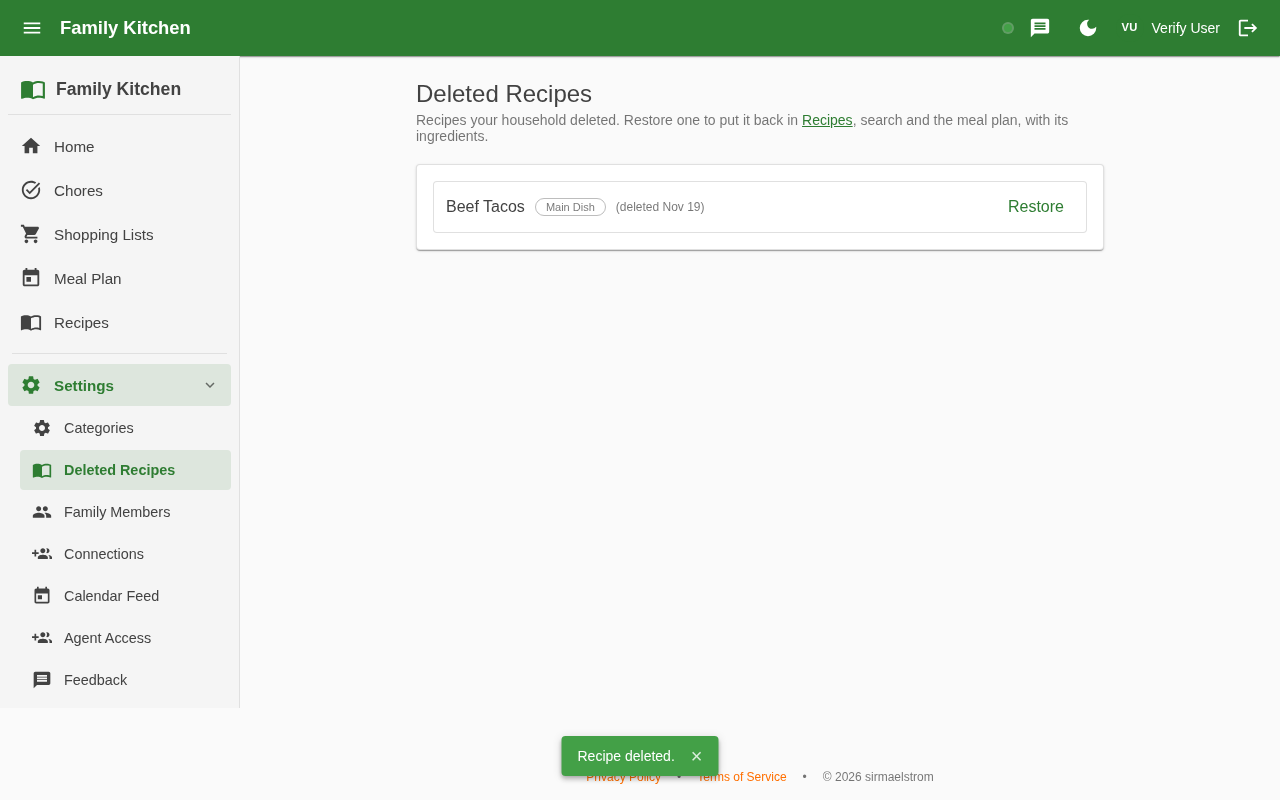 Family Kitchen
VU
Verify User
Family Kitchen
Home
Chores
Shopping Lists
Meal Plan
Recipes
Settings
Categories
Deleted Recipes
Family Members
Connections
Calendar Feed
Agent Access
Feedback
Deleted Recipes
Recipes your household deleted. Restore one to put it back in Recipes, search and the meal plan, with its
ingredients.
Beef Tacos Main Dish (deleted Nov 19) Restore
Recipe deleted. ✕
Privacy Policy • Terms of Service • © 2026 sirmaelstrom